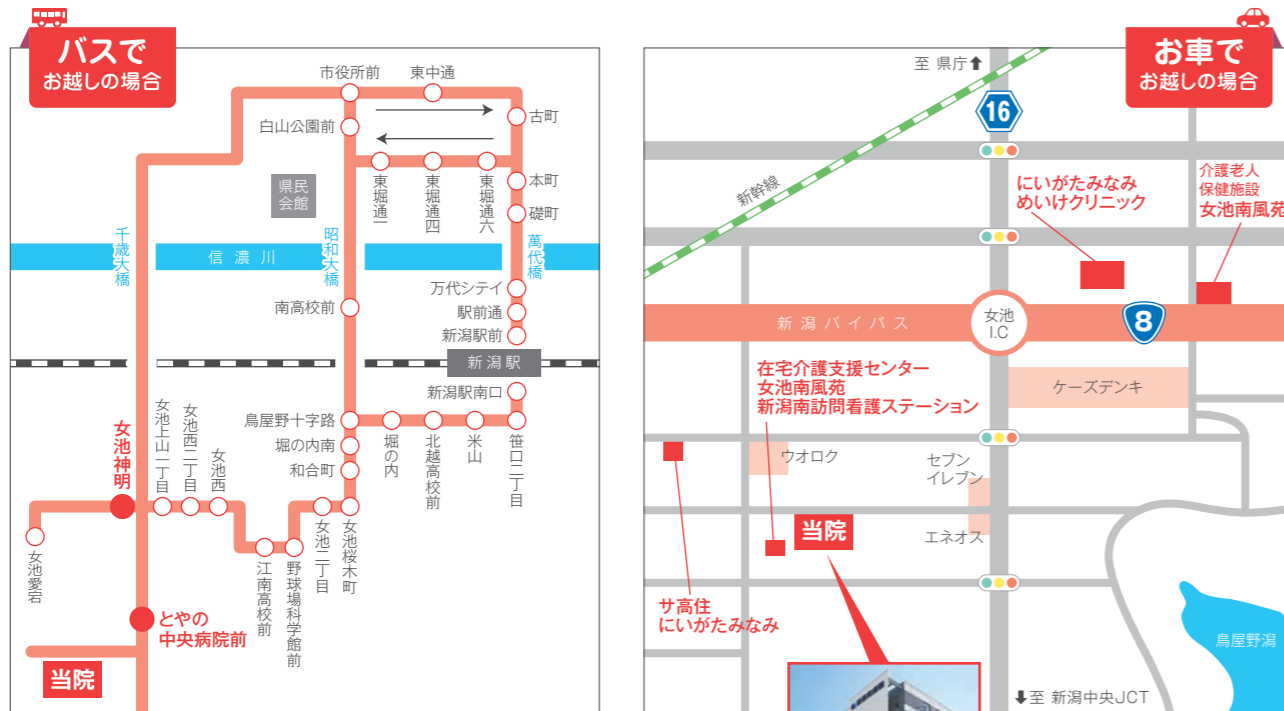 バスで
お越しの場合
市役所前
東中通
古町
白山公園前
東堀通一
東堀通四
東堀通六
本町
礎町
県民
会館
千歳大橋
信濃川
昭和大橋
萬代橋
万代シテイ
南高校前
駅前通
新潟駅前
新潟駅
新潟駅南口
鳥屋野十字路
堀の内南
和合町
堀の内
北越高校前
米山
笹口二丁目
女池神明
女池上山一丁目
女池西二丁目
女池西
女池愛宕
江南高校前
野球場科学館前
女池二丁目
女池桜木町
とやの
中央病院前
当院
お車で
お越しの場合
至 県庁⬆
16
新幹線
にいがたみなみ
めいけクリニック
介護老人
保健施設
女池南風苑
新潟バイパス
女池
I.C
8
ケーズデンキ
在宅介護支援センター
女池南風苑
新潟南訪問看護ステーション
ウオロク
セブン
イレブン
エネオス
当院
サ高住
にいがたみなみ
鳥屋野潟
⬇至 新潟中央JCT